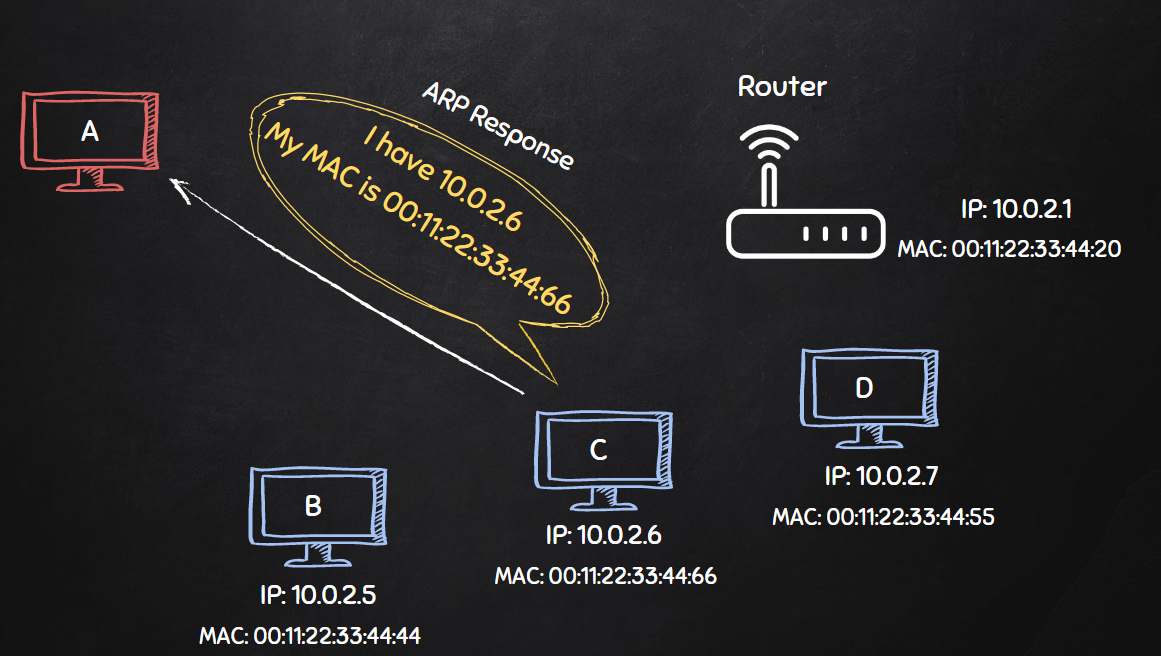 A
ARP Response
I have 10.0.2.6
My MAC is 00:11:22:33:44:66
Router
IP: 10.0.2.1
MAC: 00:11:22:33:44:20
D
IP: 10.0.2.7
MAC: 00:11:22:33:44:55
C
IP: 10.0.2.6
MAC: 00:11:22:33:44:66
B
IP: 10.0.2.5
MAC: 00:11:22:33:44:44